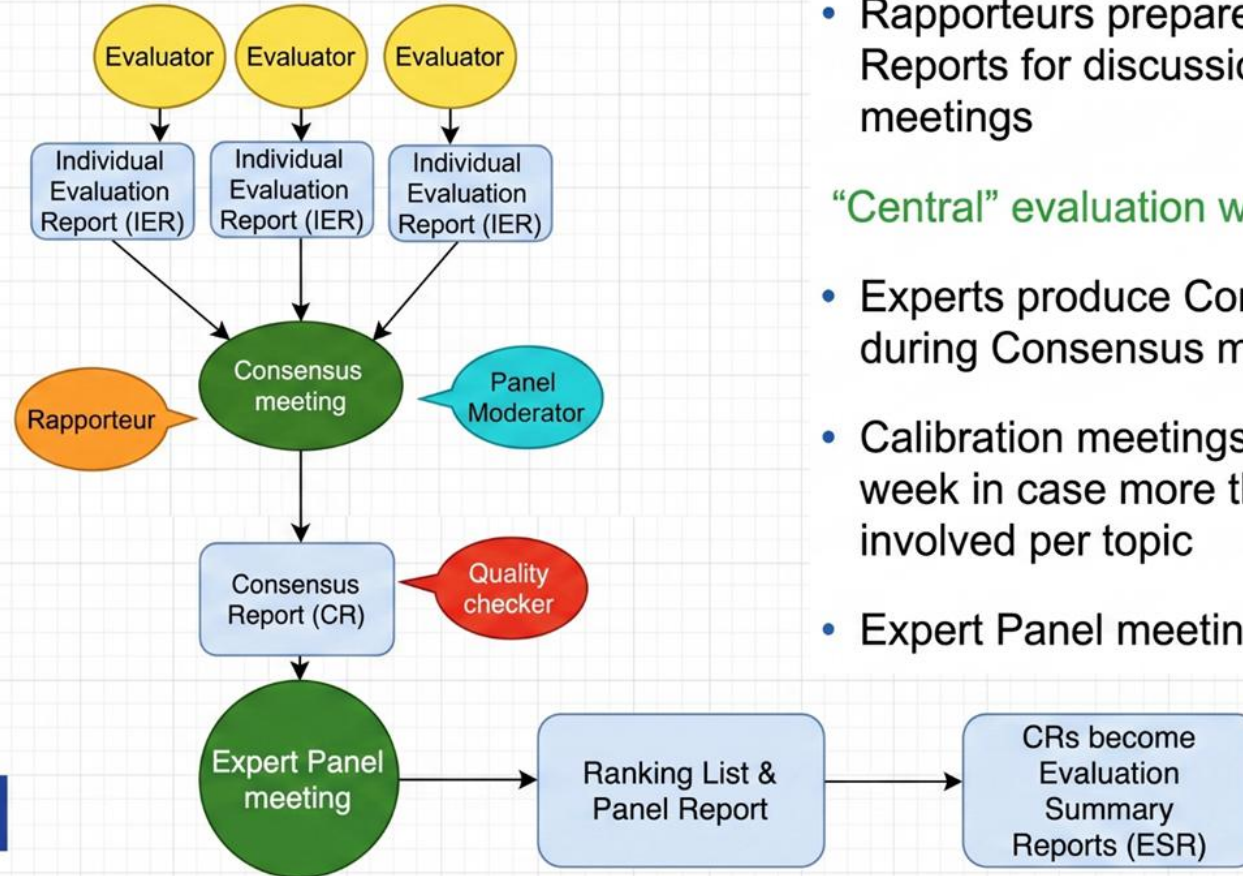 Evaluator
Evaluator
Evaluator
Individual
Evaluation
Report (IER)
Individual
Evaluation
Report (IER)
Individual
Evaluation
Report (IER)
Consensus
meeting
Rapporteur
Panel
Moderator
Consensus
Report (CR)
Quality
checker
Expert Panel
meeting
Ranking List &
Panel Report
CRs become
Evaluation
Summary
Reports (ESR)
• Rapporteurs prepare
Reports for
meetings
“Central” evaluation
• Experts produce
during Consensus
• Calibration meetings
week in case more
involved per topic
• Expert Panel